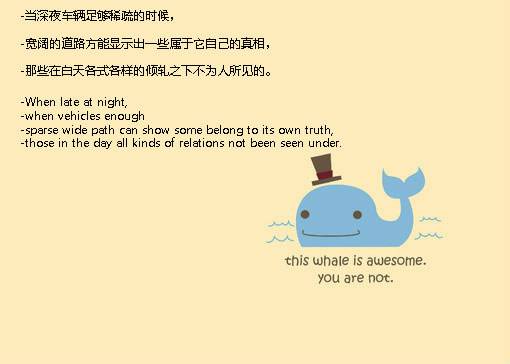 -当深夜车辆足够稀疏的时候，
-宽阔的道路方能显示出一些属于它自己的真相，
-那些在白天各式各样的倾轧之下不为人所见的。
-When late at night,
-when vehicles enough
-sparse wide path can show some belong to its own truth,
-those in the day all kinds of relations not been seen under.
this whale is awesome.
you are not.